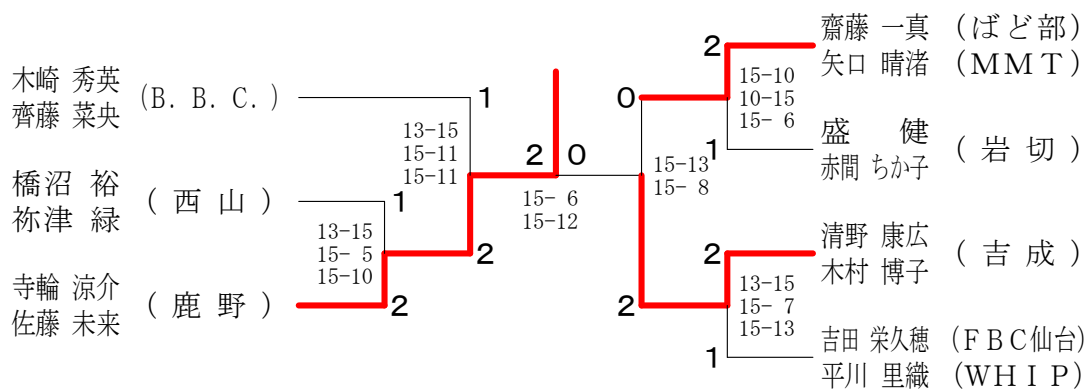 木崎 秀英
齊藤 菜央
(B. B. C. )
1
13-15
15-11
15-11
橋沼 裕
祢津 緑
( 西 山 )
1
13-15
15- 5
15-10
2
寺輪 涼介
佐藤 未来
( 鹿 野 )
2
2 0
15- 6
15-12
齋藤 一真 (ばど部)
矢口 晴渚 (MMT)
2
15-10
10-15
15- 6
0
盛 健
赤間 ちか子
( 岩 切 )
1
15-13
15- 8
清野 康広
木村 博子
( 吉 成 )
2
13-15
15- 7
15-13
2
吉田 栄久穂 (FBC仙台)
平川 里織 (WHIP)
1